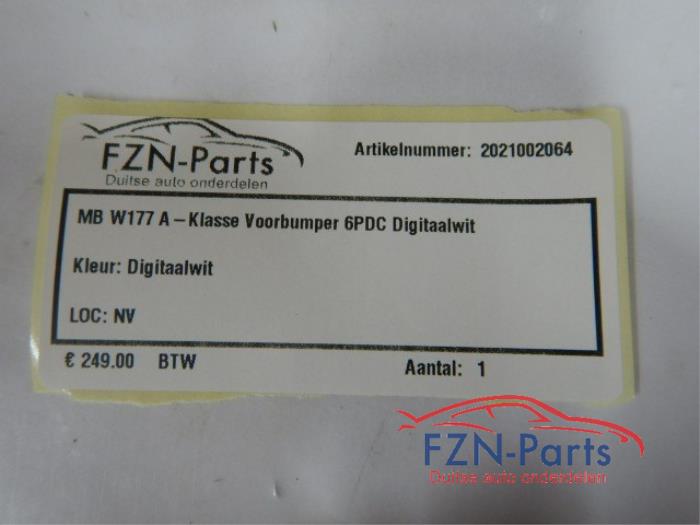 FZN-Parts
Duitse auto onderdelen
Artikelnummer: 2021002064
MB W177 A – Klasse Voorbumper 6PDC Digitaalwit
Kleur: Digitaalwit
LOC: NV
€ 249.00 BTW
Aantal: 1
FZN-Parts
Duitse auto onderdelen